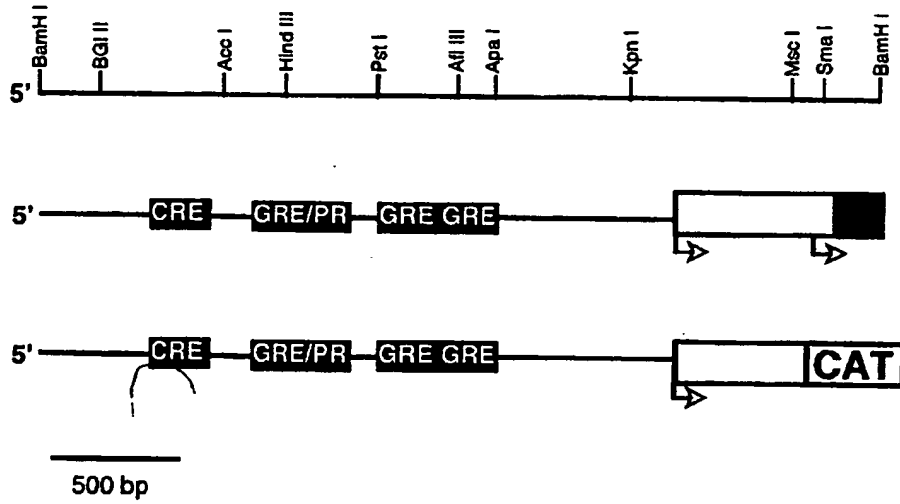 BamH I
BGl II
Acc I
Hind III
Pst I
Afl III
Apa I
Kpn I
Msc I
Sma I
BamH I
5'
5'
CRE
GRE/PR
GRE GRE
5'
CRE
GRE/PR
GRE GRE
CAT
500 bp